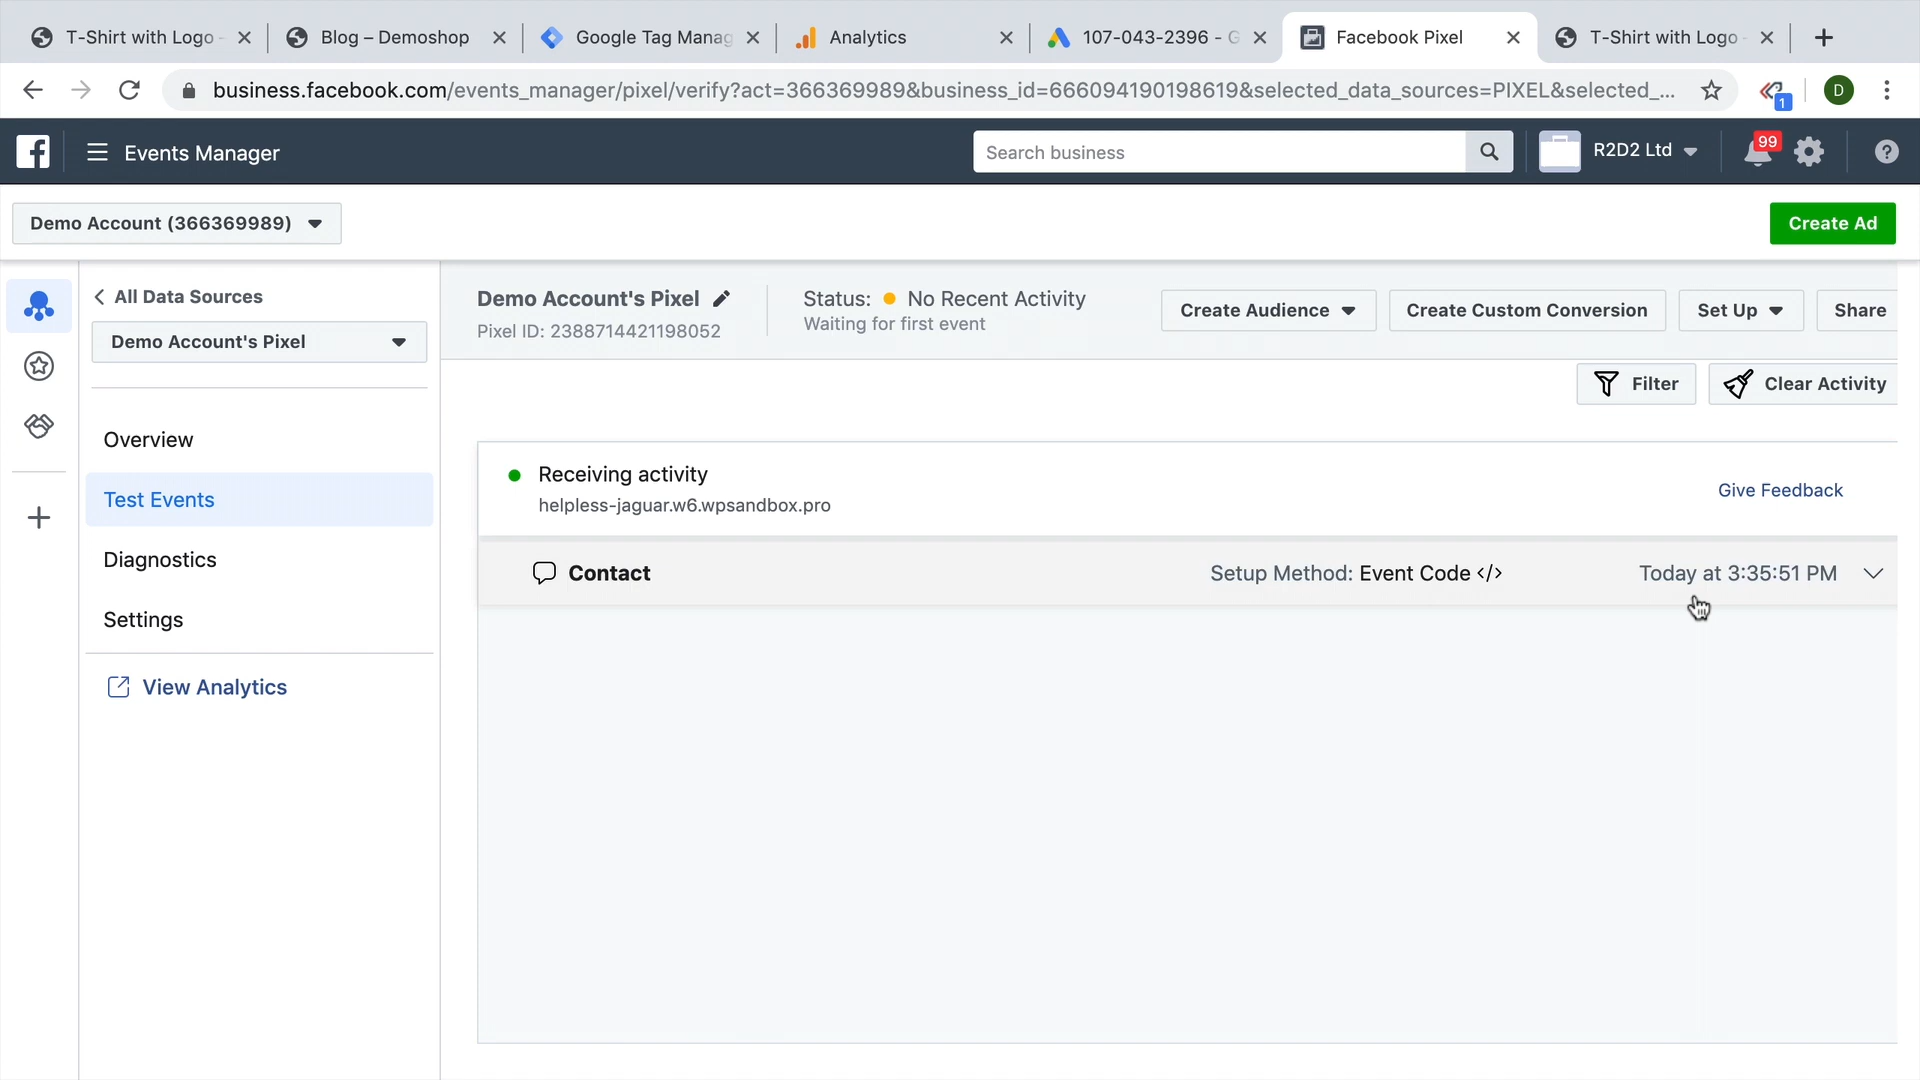 T-Shirt with Logo -
Blog – Demoshop
Google Tag Manag
Analytics
107-043-2396 - G
Facebook Pixel
T-Shirt with Logo -
business.facebook.com/events_manager/pixel/verify?act=366369989&business_id=666094190198619&selected_data_sources=PIXEL&selected_...
1
D
Events Manager
Search business
R2D2 Ltd
99
Demo Account (366369989)
Create Ad
All Data Sources
Demo Account's Pixel
Overview
Test Events
Diagnostics
Settings
View Analytics
Demo Account's Pixel
Pixel ID: 2388714421198052
Status: No Recent Activity
Waiting for first event
Create Audience
Create Custom Conversion
Set Up
Share
Filter
Clear Activity
Receiving activity
helpless-jaguar.w6.wpsandbox.pro
Give Feedback
Contact
Setup Method: Event Code </>
Today at 3:35:51 PM